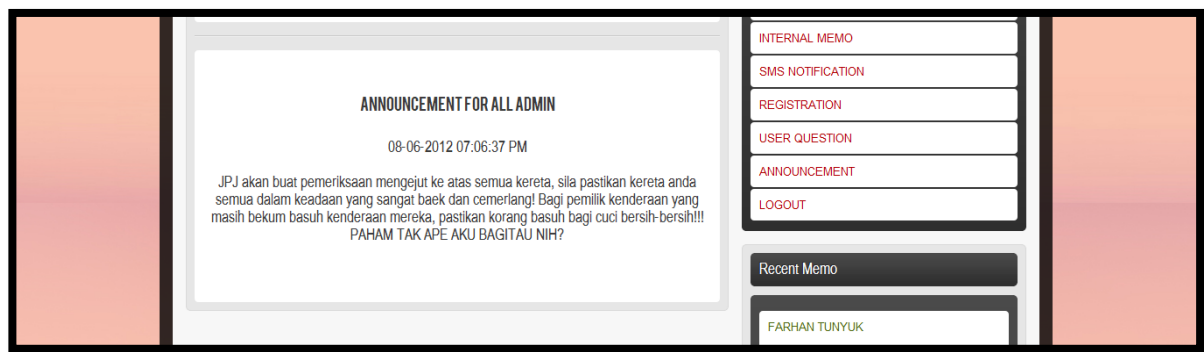 ANNOUNCEMENT FOR ALL ADMIN
08-06-2012 07:06:37 PM
JPJ akan buat pemeriksaan mengejut ke atas semua kereta, sila pastikan kereta anda
semua dalam keadaan yang sangat baek dan cemerlang! Bagi pemilik kenderaan yang
masih bekum basuh kenderaan mereka, pastikan korang basuh bagi cuci bersih-bersih!!!
PAHAM TAK APE AKU BAGITAU NIH?
INTERNAL MEMO
SMS NOTIFICATION
REGISTRATION
USER QUESTION
ANNOUNCEMENT
LOGOUT
Recent Memo
FARHAN TUNYUK